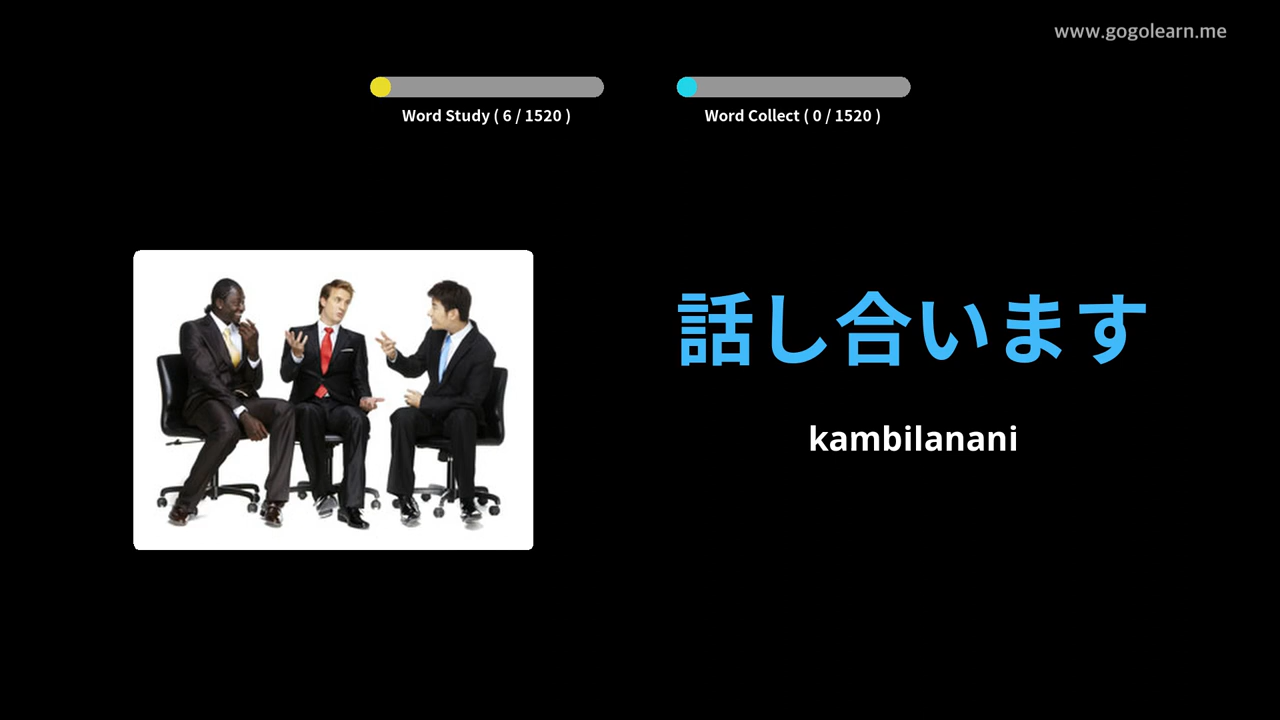 www.gogolearn.me
Word Study ( 6 / 1520 )
Word Collect ( 0 / 1520 )
話し合います
kambilanani